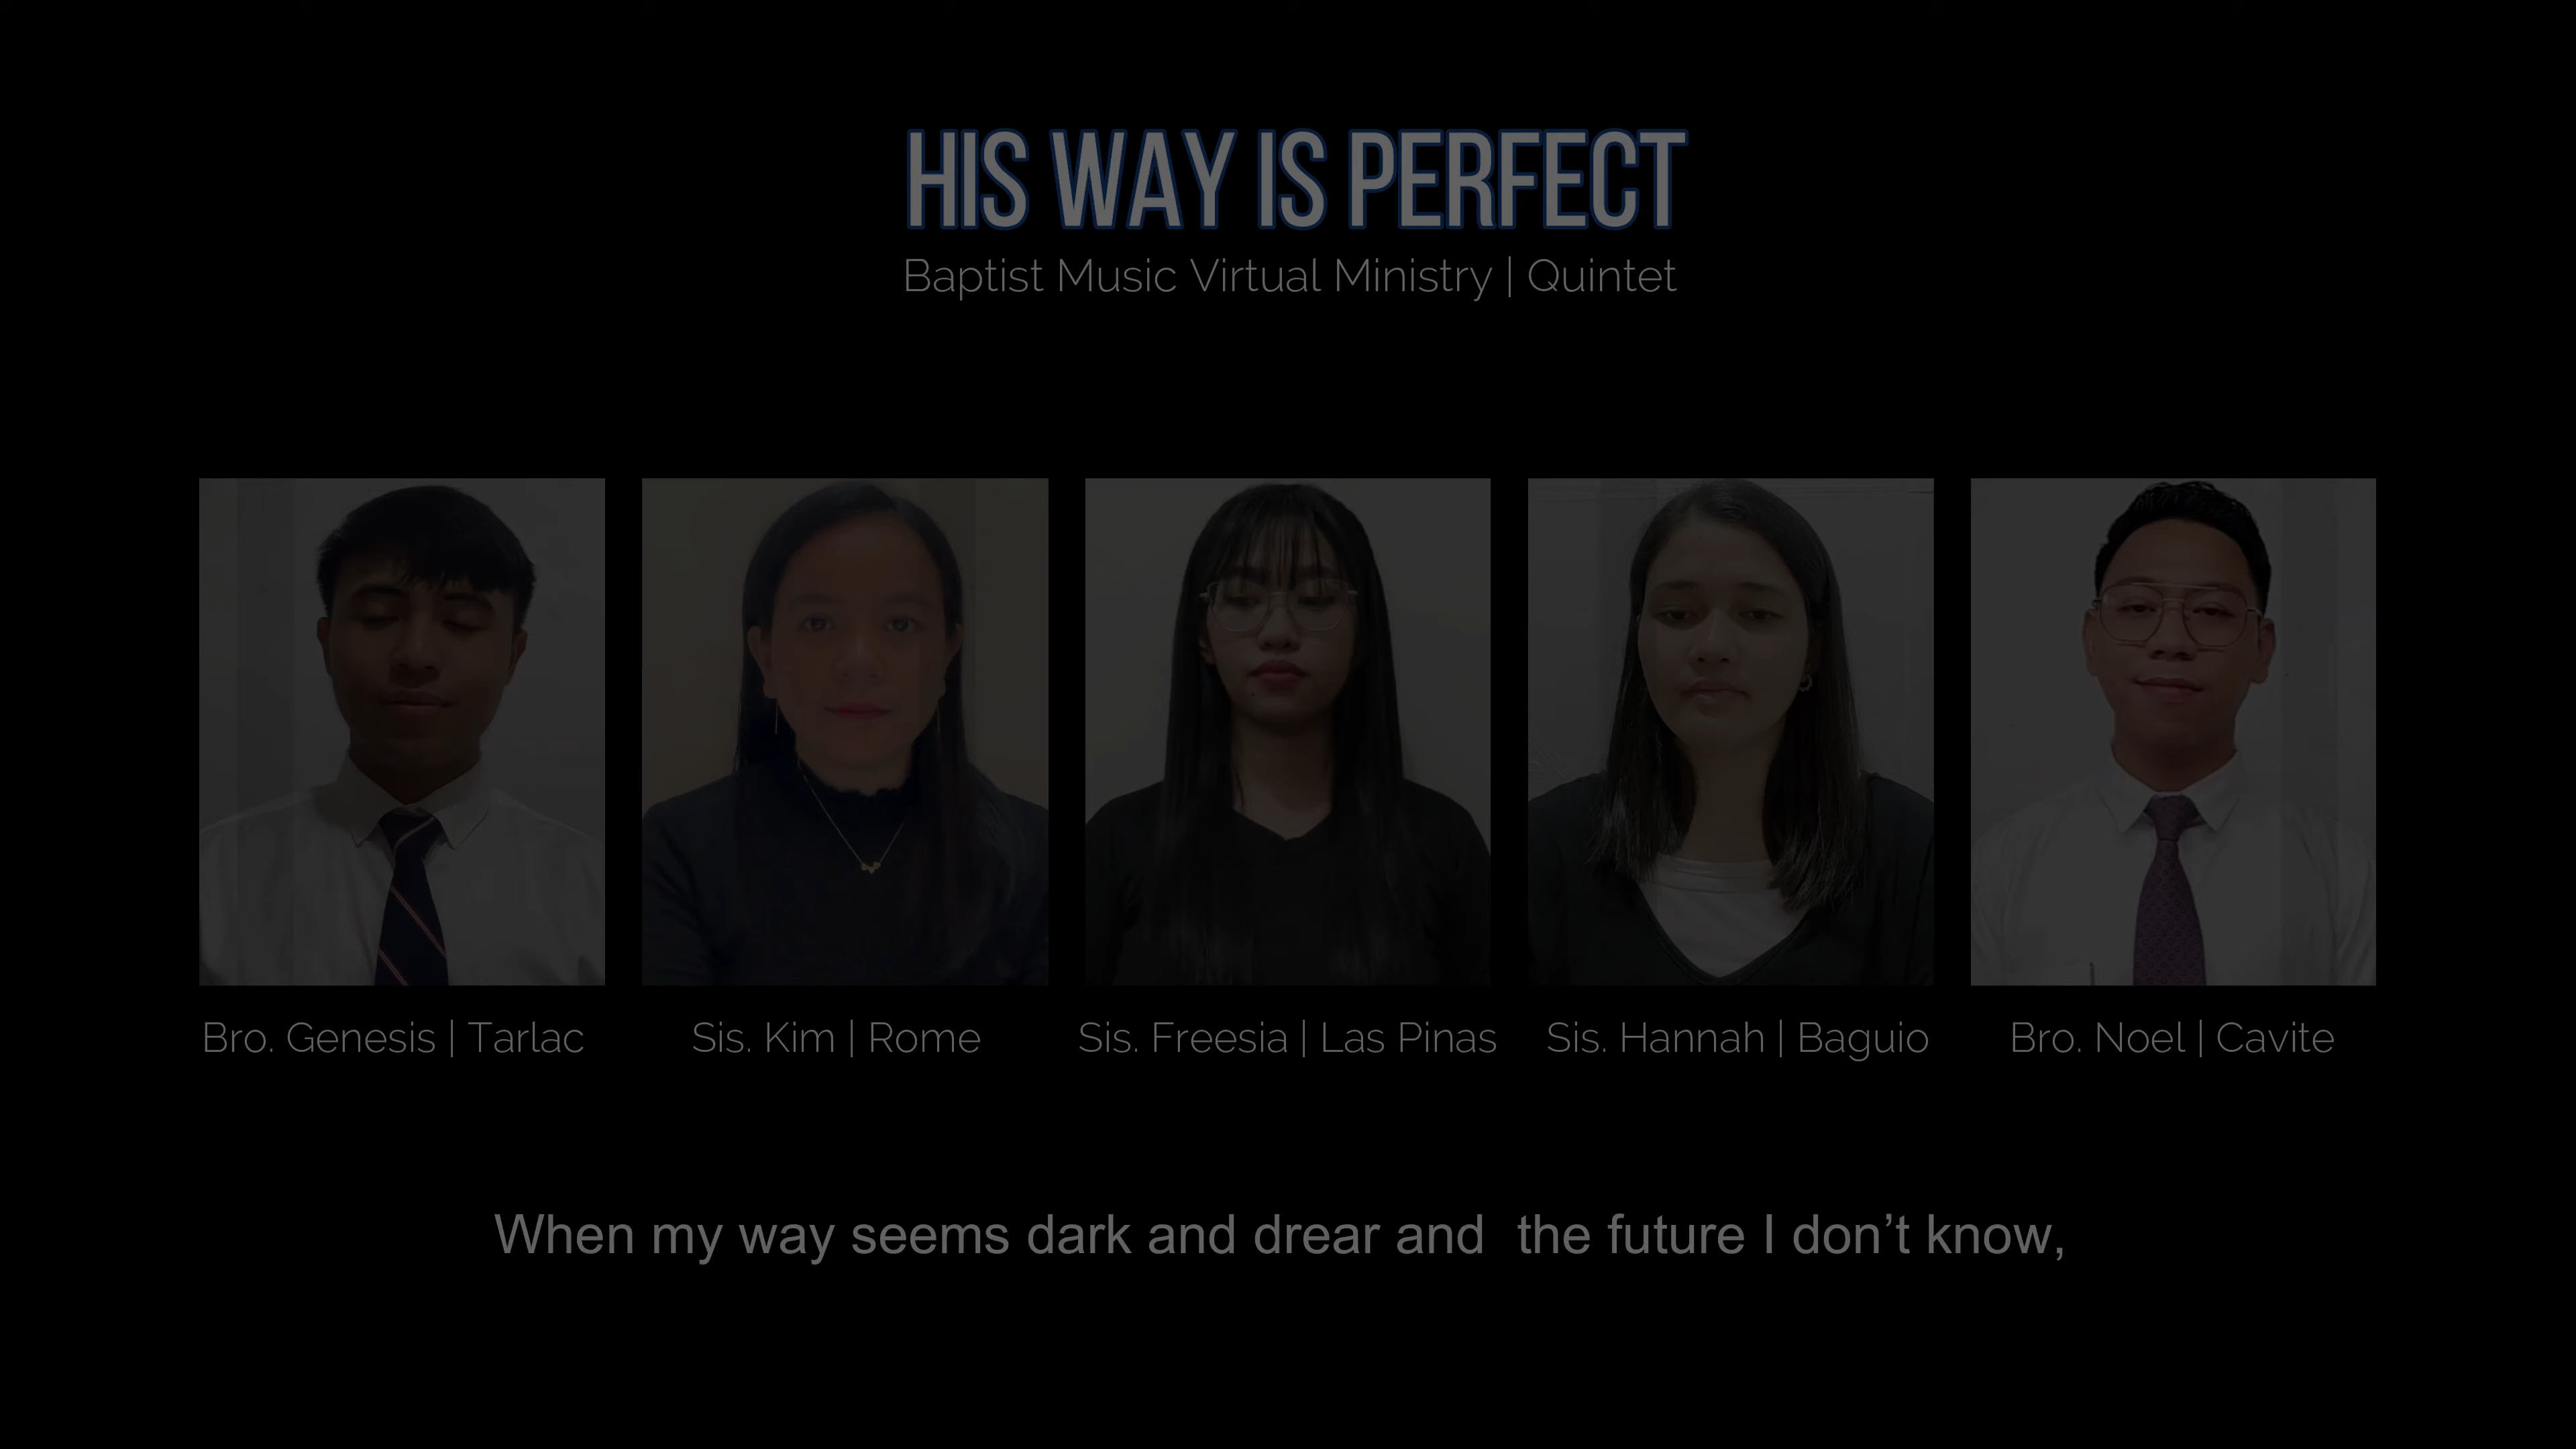 HIS WAY IS PERFECT
Baptist Music Virtual Ministry | Quintet
Bro. Genesis | Tarlac
Sis. Kim | Rome
Sis. Freesia | Las Pinas
Sis. Hannah | Baguio
Bro. Noel | Cavite
When my way seems dark and drear and  the future I don’t know,